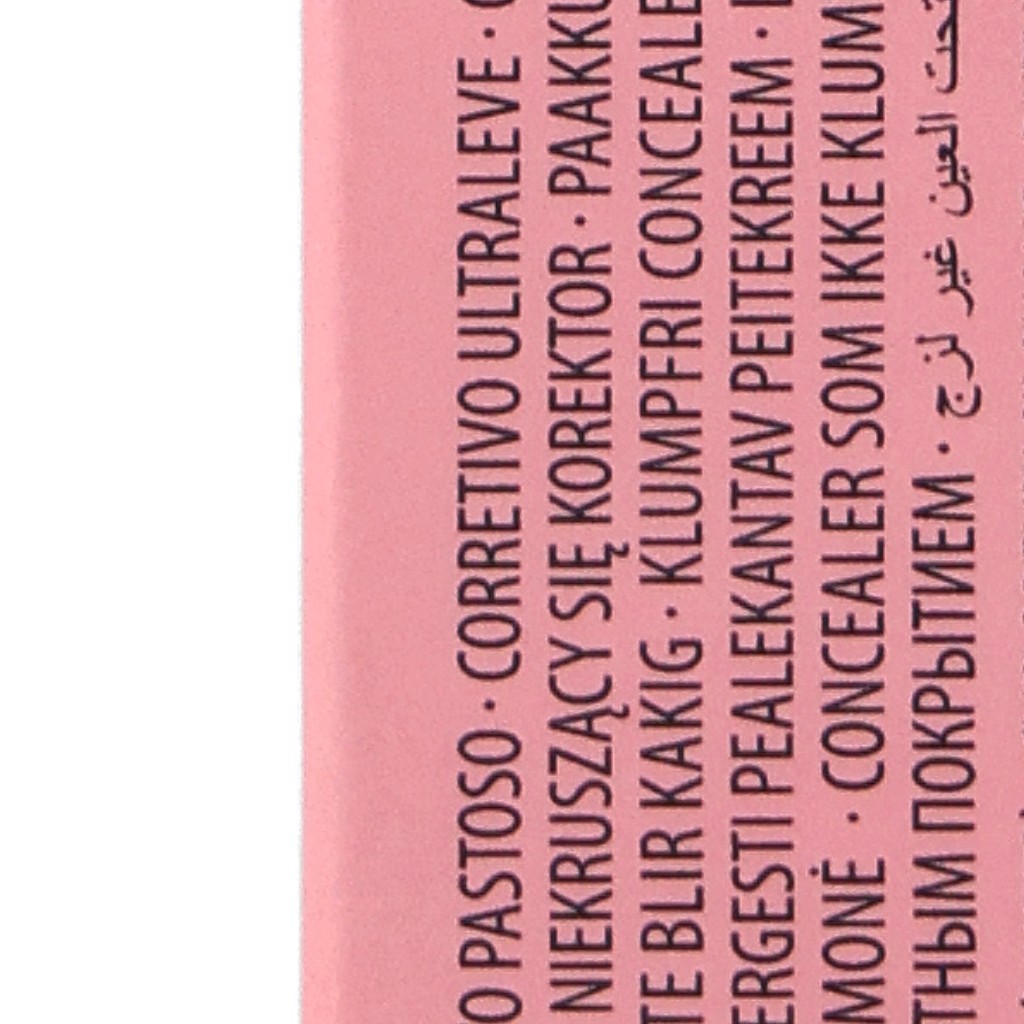 O PASTOSO · CORRETIVO ULTRALEVE ·
NIEKRUSZĄCY SIĘ KOREKTOR · PAAKKU
TE BLIR KAKIG · KLUMPFRI CONCEALE
ERGESTI PEALEKANTAV PEITEKREEM ·
MONĖ · CONCEALER SOM IKKE KLUM
ТНЫМ ПОКРЫТИЕМ · لزج غير العين تحت